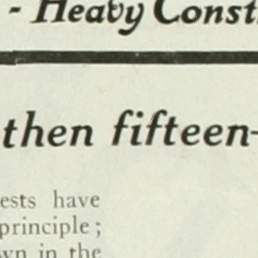 - Heavy Const
then fifteen-
ests have
principle;
wn in the